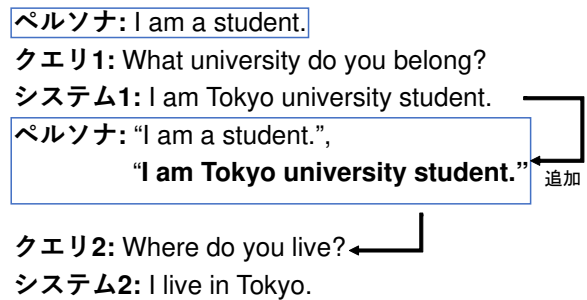 ペルソナ: I am a student.
クエリ1: What university do you belong?
システム1: I am Tokyo university student.
ペルソナ: “I am a student.”,
“I am Tokyo university student.”
追加
クエリ2: Where do you live?
システム2: I live in Tokyo.